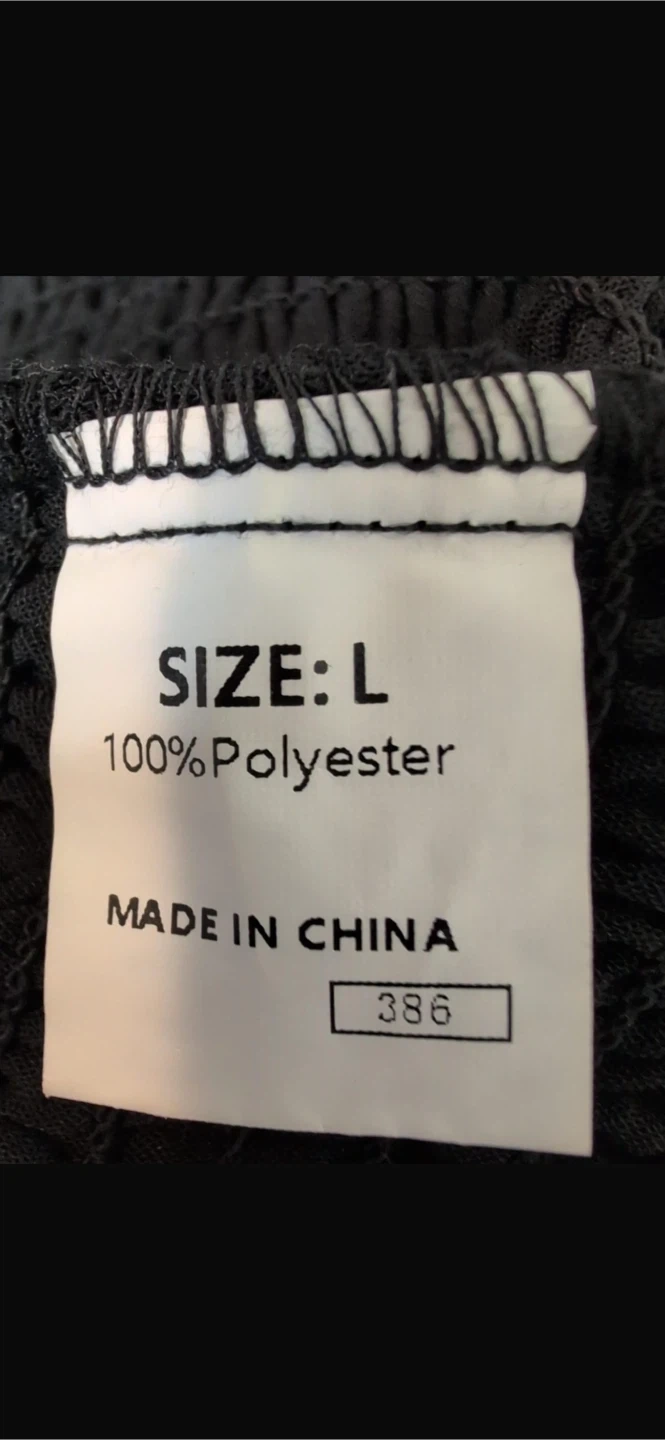 SIZE: L
100%Polyester
MADE IN CHINA
386